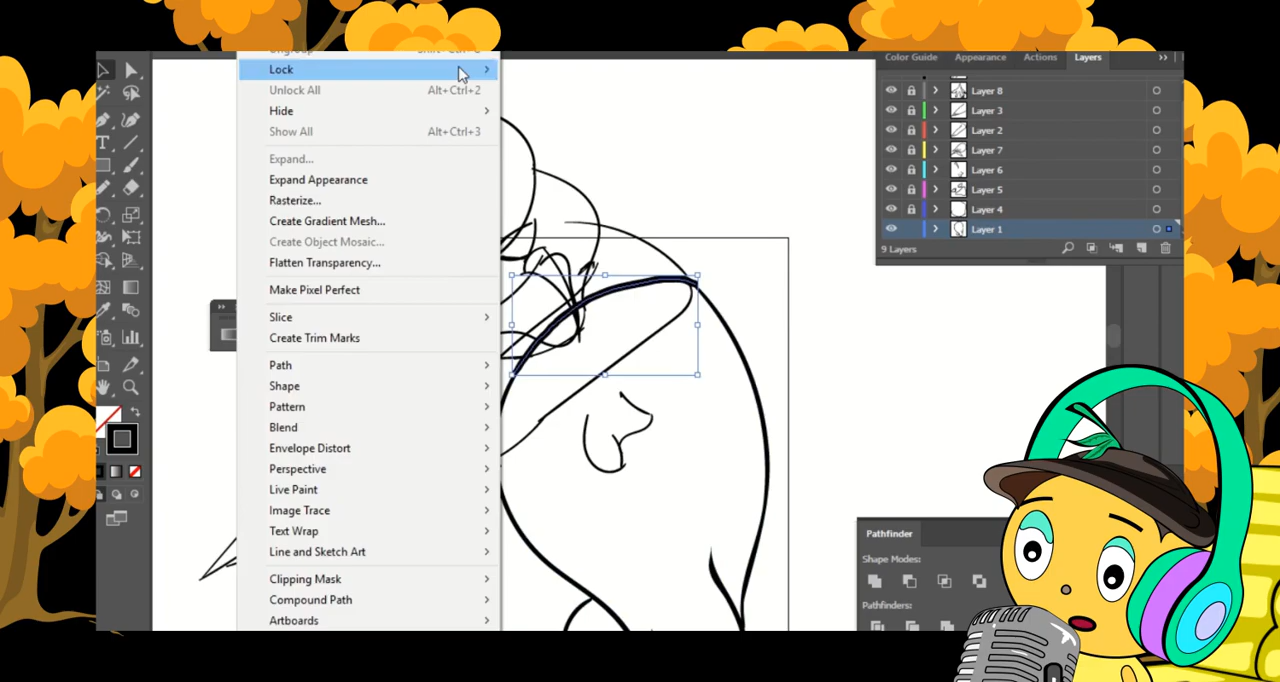 Lock
Unlock All Alt+Ctrl+2
Hide
Show All Alt+Ctrl+3
Expand...
Expand Appearance
Rasterize...
Create Gradient Mesh...
Create Object Mosaic...
Flatten Transparency...
Make Pixel Perfect
Slice
Create Trim Marks
Path
Shape
Pattern
Blend
Envelope Distort
Perspective
Live Paint
Image Trace
Text Wrap
Line and Sketch Art
Clipping Mask
Compound Path
Artboards
Color Guide Appearance Actions Layers
Layer 8
Layer 3
Layer 2
Layer 7
Layer 6
Layer 5
Layer 4
Layer 1
9 Layers
Pathfinder
Shape Modes:
Pathfinders: